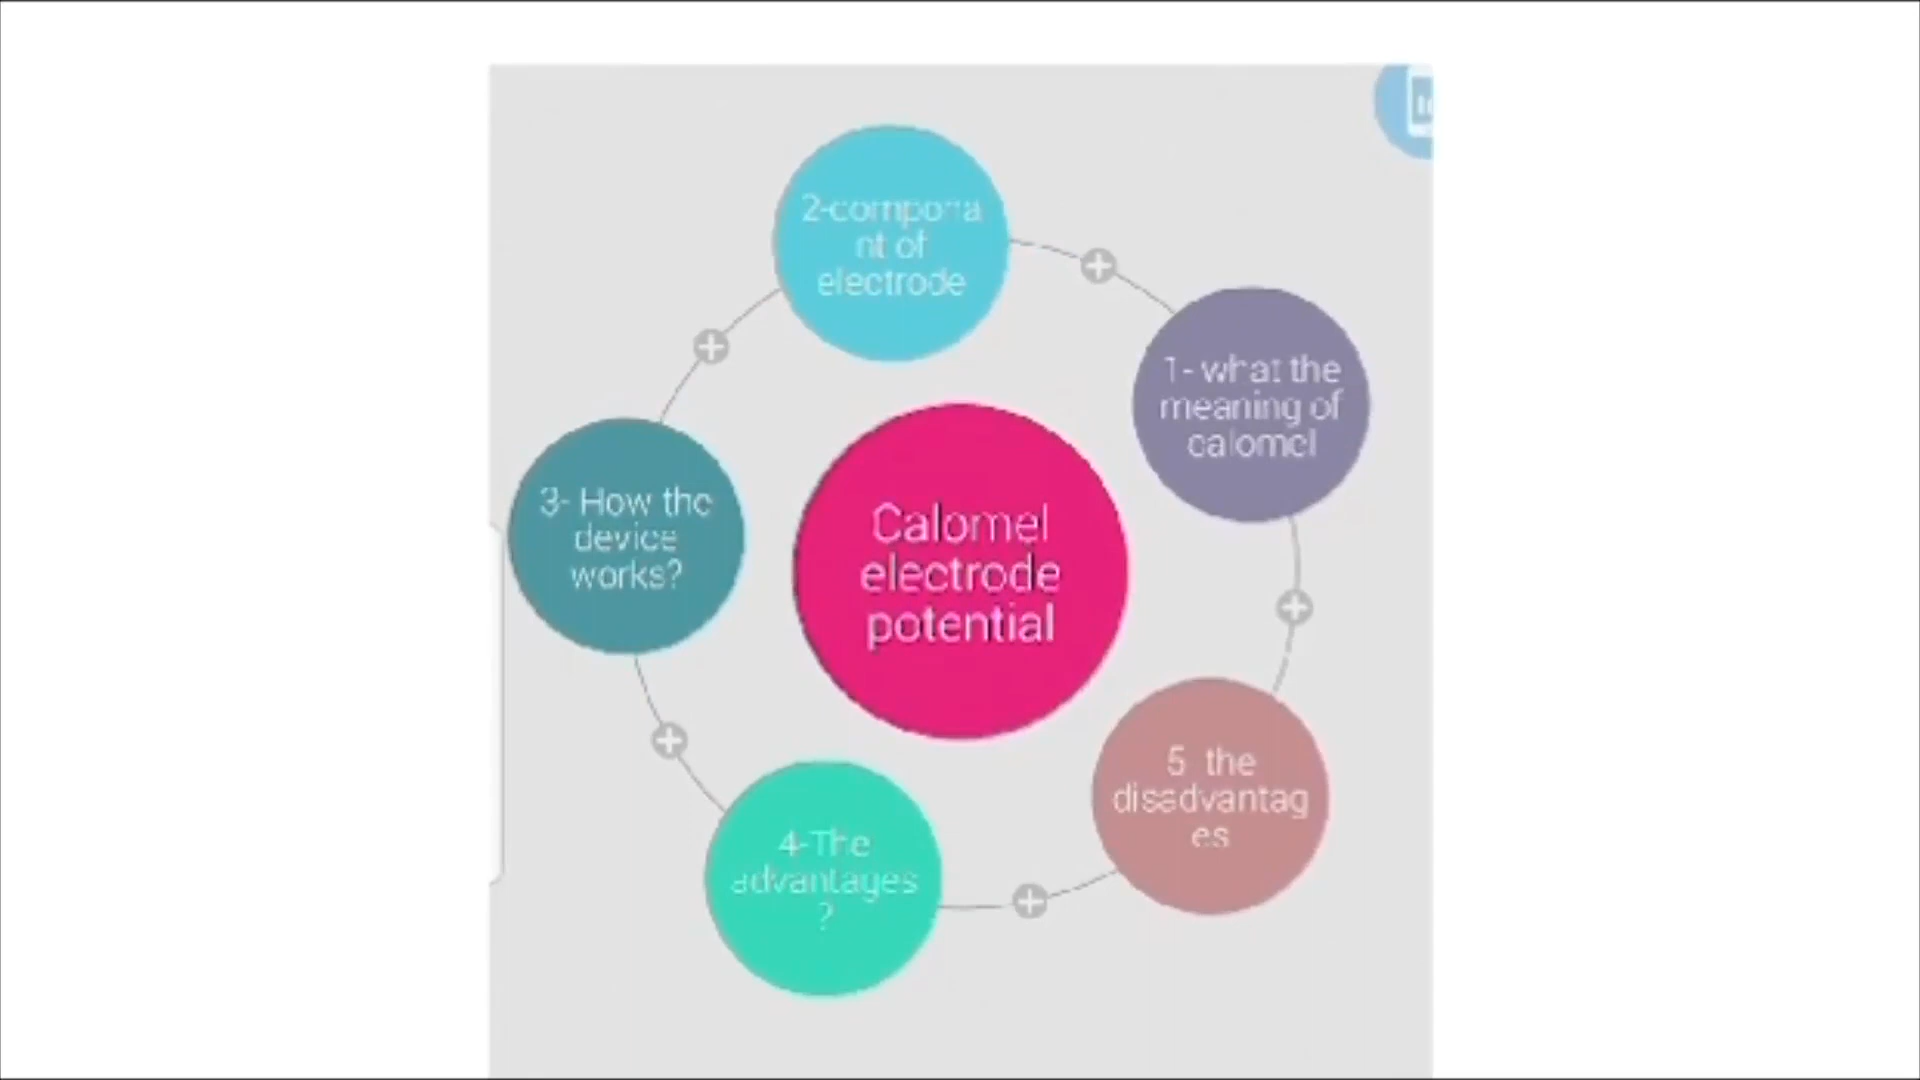 2-compona
nt of
electrode
1- what the
meaning of
calomel
3- How the
device
works?
Calomel
electrode
potential
5 the
disadvantag
es
4-The
advantages
?